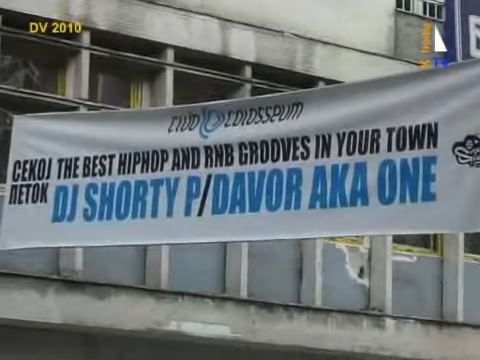 DV 2010
CLUB COLOSSEUM
СЕКОЈ ПЕТОК
THE BEST HIPHOP AND RNB GROOVES IN YOUR TOWN
DJ SHORTY P/DAVOR AKA ONE